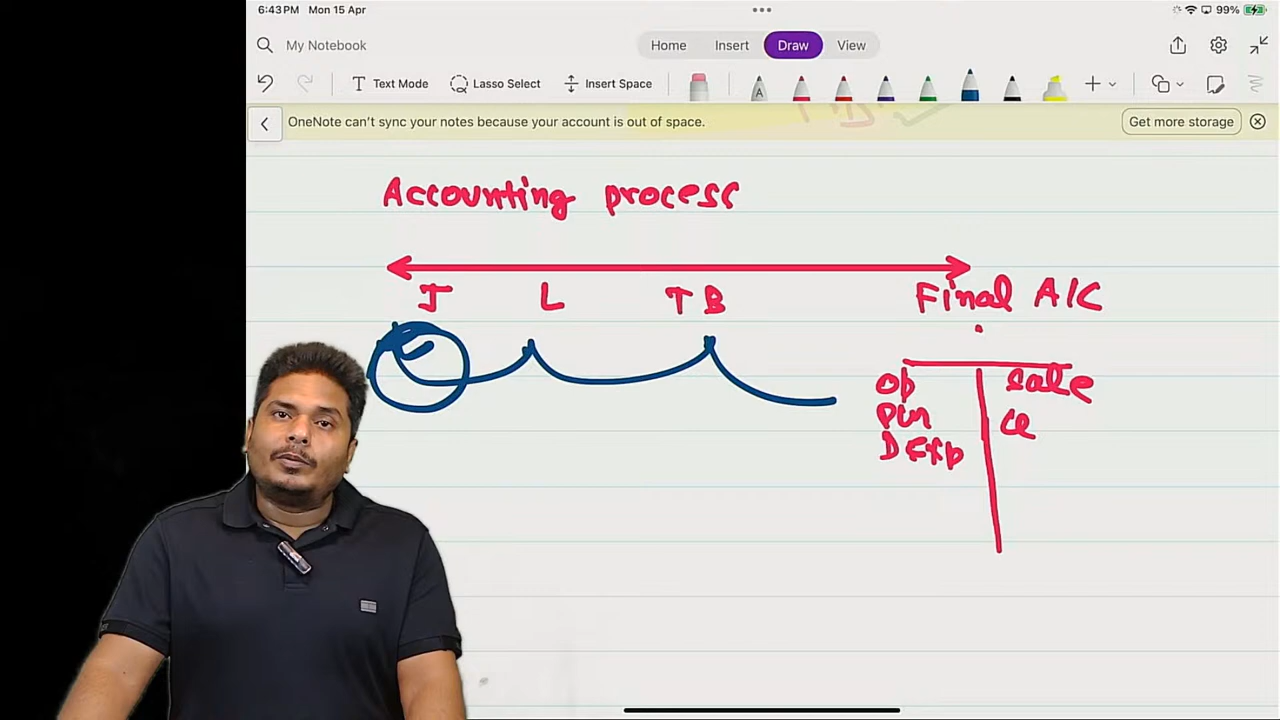 6:43 PM Mon 15 Apr
99%
My Notebook
Home Insert Draw View
Text Mode Lasso Select Insert Space
A
OneNote can't sync your notes because your account is out of space.
Get more storage
Accounting process
J L T B Final A/C
OP sale
Pur Cl
D Exp